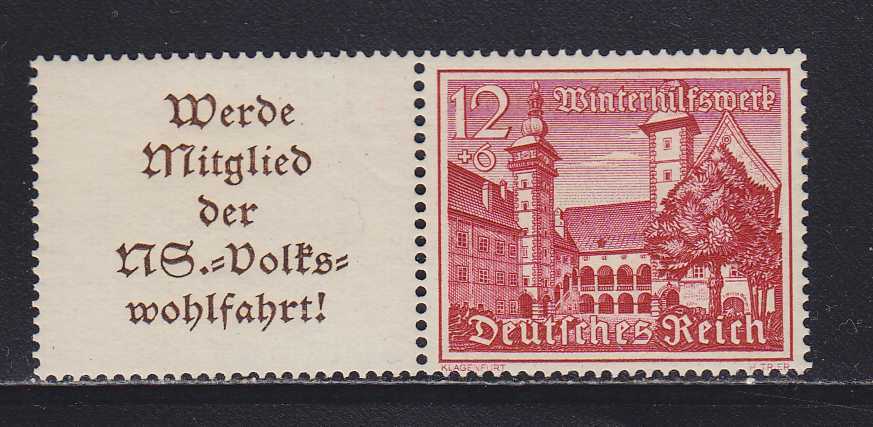 Werde
Mitglied
der
NS.-Volks-
wohlfahrt!
12 Winterhilfswerk
+6
Deutsches Reich
KLAGENFURT